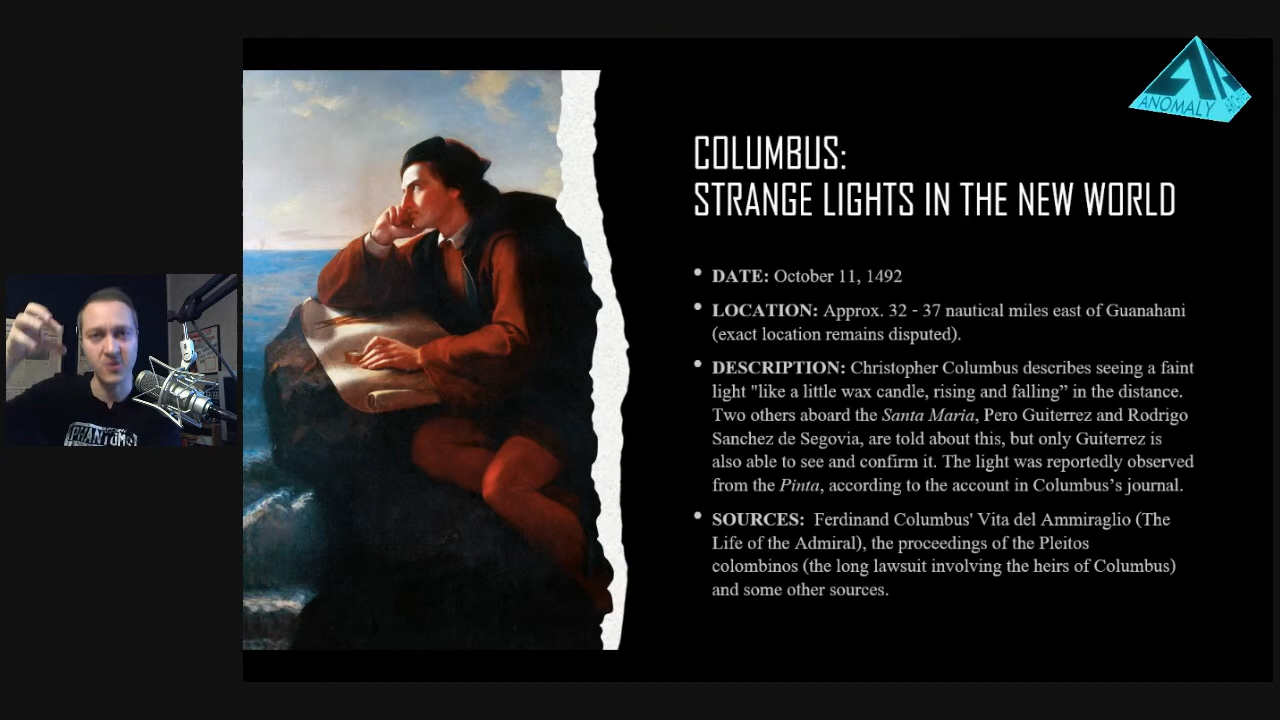 ANOMALY
COLUMBUS:
STRANGE LIGHTS IN THE NEW WORLD
• DATE: October 11, 1492
• LOCATION: Approx. 32 - 37 nautical miles east of Guanahani
(exact location remains disputed).
• DESCRIPTION: Christopher Columbus describes seeing a faint
light "like a little wax candle, rising and falling” in the distance.
Two others aboard the Santa Maria, Pero Guiterrez and Rodrigo
Sanchez de Segovia, are told about this, but only Guiterrez is
also able to see and confirm it. The light was reportedly observed
from the Pinta, according to the account in Columbus’s journal.
• SOURCES: Ferdinand Columbus' Vita del Ammiraglio (The
Life of the Admiral), the proceedings of the Pleitos
colombinos (the long lawsuit involving the heirs of Columbus)
and some other sources.
PHANTOMS